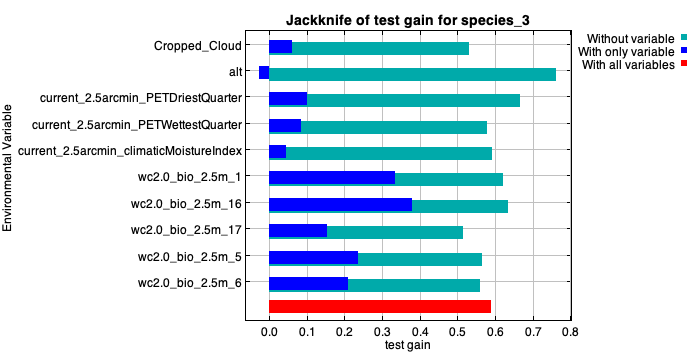 Jackknife of test gain for species_3
Without variable
With only variable
With all variables
Environmental Variable
Cropped_Cloud
alt
current_2.5arcmin_PETDriestQuarter
current_2.5arcmin_PETWettestQuarter
current_2.5arcmin_climaticMoistureIndex
wc2.0_bio_2.5m_1
wc2.0_bio_2.5m_16
wc2.0_bio_2.5m_17
wc2.0_bio_2.5m_5
wc2.0_bio_2.5m_6
0.0 0.1 0.2 0.3 0.4 0.5 0.6 0.7 0.8
test gain